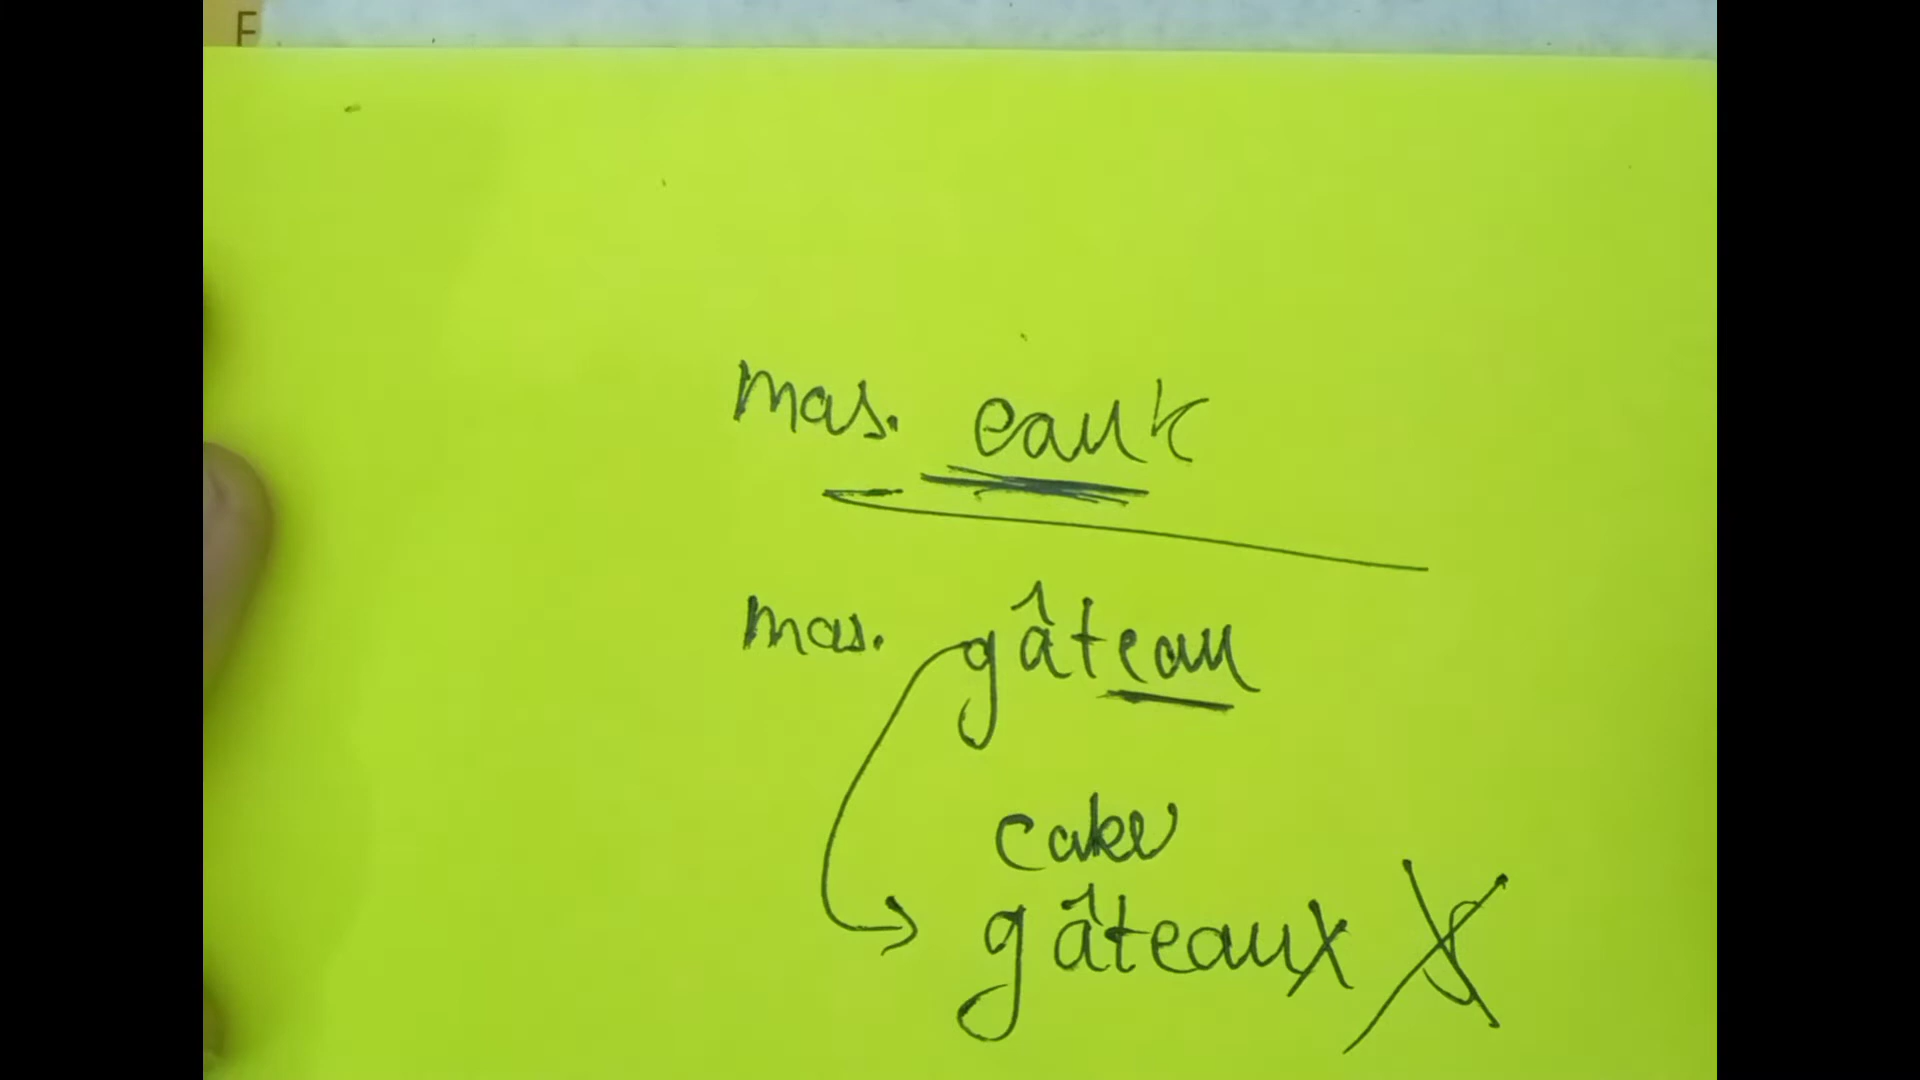 F
mas. eaux
mas. gâteau
cake
gâteaux